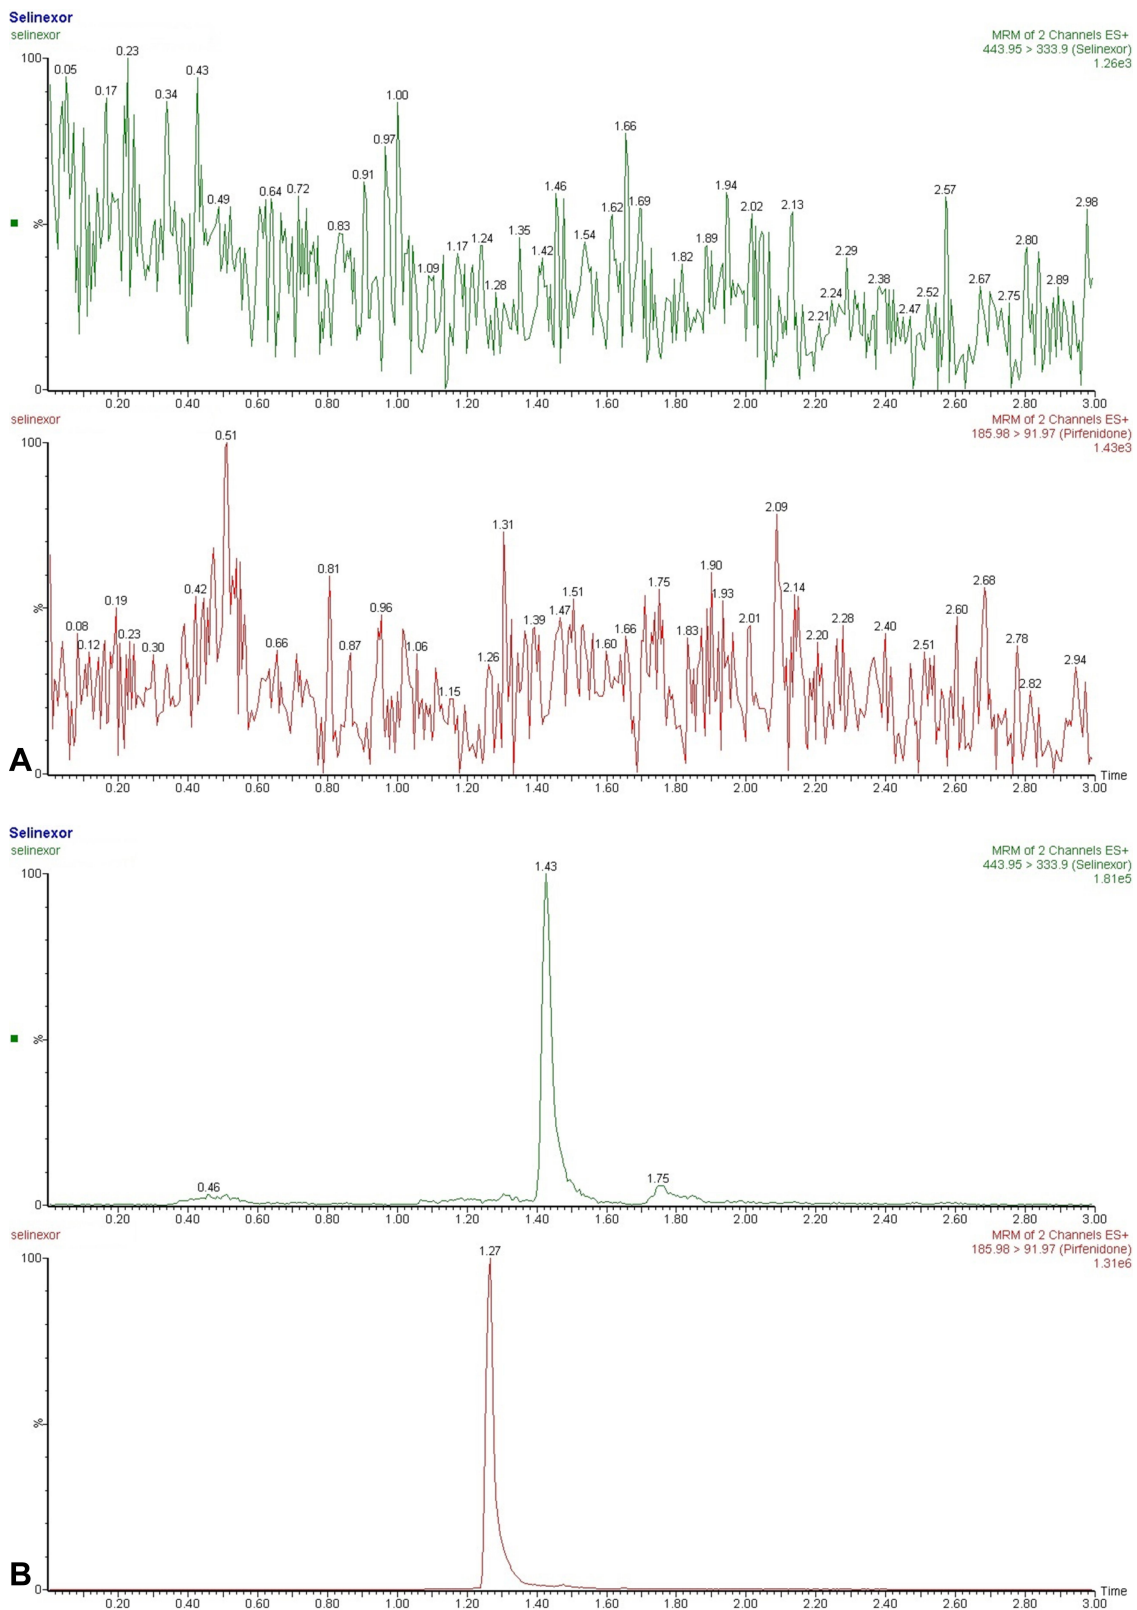 Selinexor
selinexor
MRM of 2 Channels ES+
443.95 > 333.9 (Selinexor)
1.26e3
100
%
0
0.05 0.17 0.23 0.34 0.43 0.49 0.64 0.72 0.83 0.91 0.97 1.00 1.09 1.17 1.24 1.28 1.35 1.42 1.46 1.54 1.62 1.66 1.69 1.82 1.89 1.94 2.02 2.13 2.21 2.24 2.29 2.38 2.47 2.52 2.57 2.67 2.75 2.80 2.89 2.98
0.20 0.40 0.60 0.80 1.00 1.20 1.40 1.60 1.80 2.00 2.20 2.40 2.60 2.80 3.00
selinexor
MRM of 2 Channels ES+
185.98 > 91.97 (Pirfenidone)
1.43e3
100
%
0
0.08 0.12 0.19 0.23 0.30 0.42 0.51 0.66 0.81 0.87 0.96 1.06 1.15 1.26 1.31 1.39 1.47 1.51 1.60 1.66 1.75 1.83 1.90 1.93 2.01 2.09 2.14 2.20 2.28 2.40 2.51 2.60 2.68 2.78 2.82 2.94
A
Time
0.20 0.40 0.60 0.80 1.00 1.20 1.40 1.60 1.80 2.00 2.20 2.40 2.60 2.80 3.00
Selinexor
selinexor
MRM of 2 Channels ES+
443.95 > 333.9 (Selinexor)
1.81e5
100
%
0
0.46 1.43 1.75
0.20 0.40 0.60 0.80 1.00 1.20 1.40 1.60 1.80 2.00 2.20 2.40 2.60 2.80 3.00
selinexor
MRM of 2 Channels ES+
185.98 > 91.97 (Pirfenidone)
1.31e6
100
%
0
1.27
B
Time
0.20 0.40 0.60 0.80 1.00 1.20 1.40 1.60 1.80 2.00 2.20 2.40 2.60 2.80 3.00